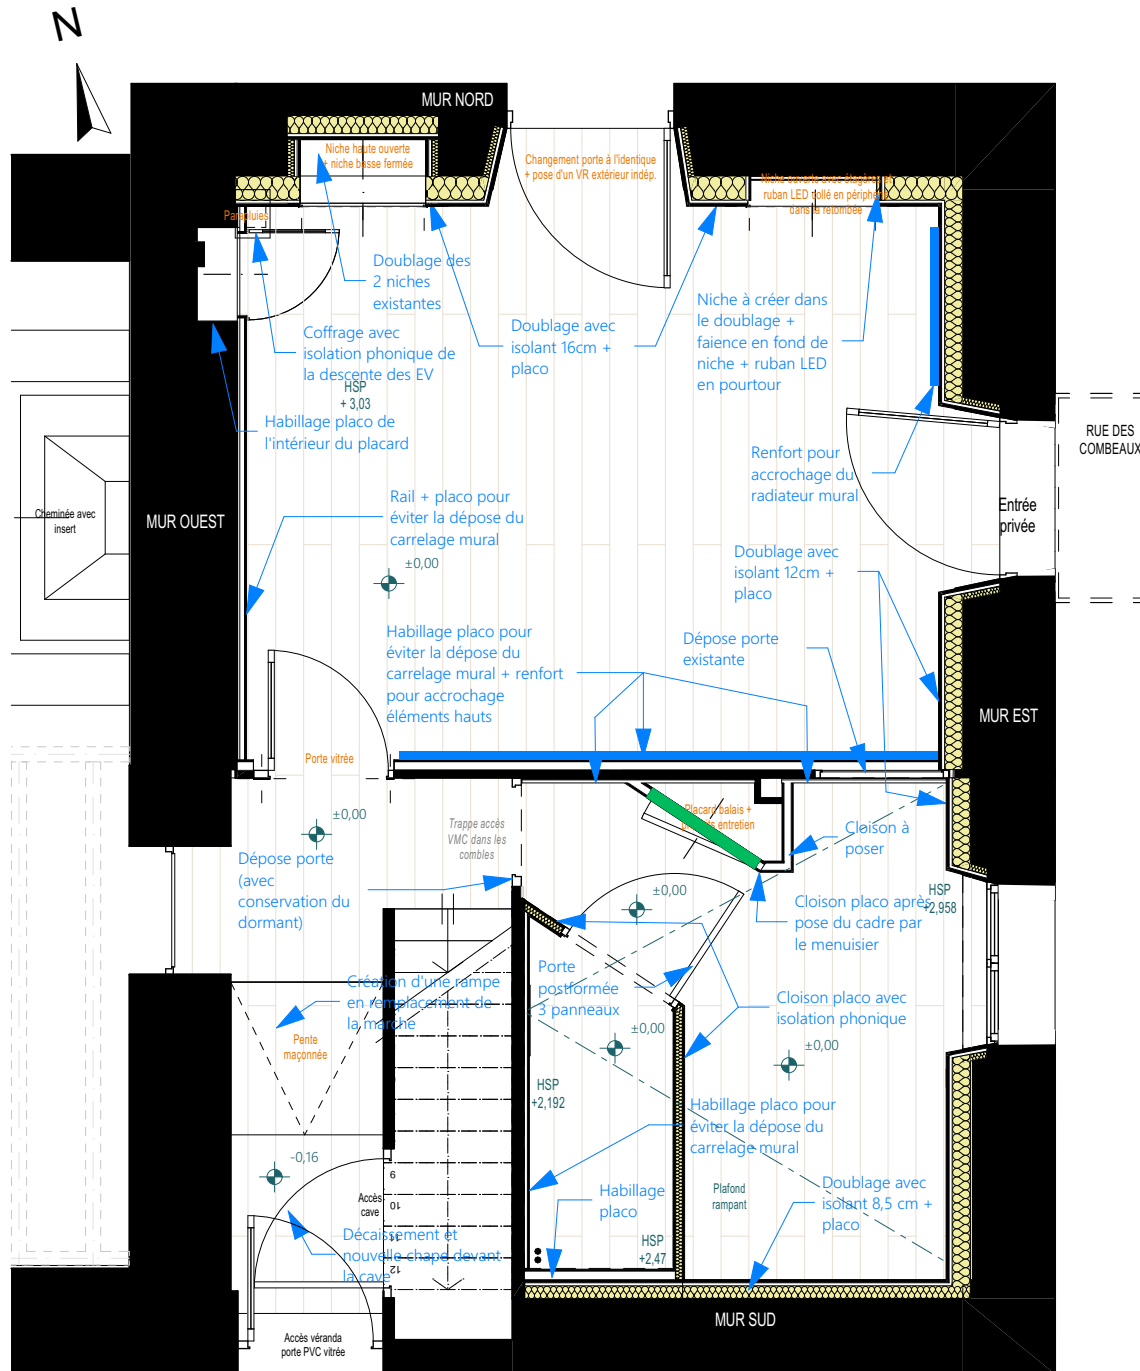 N
MUR NORD
Niche haute ouverte
+ niche basse fermée
Changement porte à l'identique
+ pose d'un VR extérieur indép.
Niche ouverte avec étagères et
ruban LED collé en périphérie
dans la retombée
Parapluies
Doublage des
2 niches
existantes
Coffrage avec
isolation phonique de
la descente des EV
HSP
+ 3,03
Habillage placo de
l'intérieur du placard
Doublage avec
isolant 16cm +
placo
Niche à créer dans
le doublage +
faience en fond de
niche + ruban LED
en pourtour
RUE DES
COMBEAUX
Renfort pour
accrochage du
radiateur mural
Entrée
privée
Cheminée avec
insert
MUR OUEST
Rail + placo pour
éviter la dépose du
carrelage mural
±0,00
Doublage avec
isolant 12cm +
placo
Habillage placo pour
éviter la dépose du
carrelage mural + renfort
pour accrochage
éléments hauts
Dépose porte
existante
MUR EST
Porte vitrée
±0,00
Trappe accès
VMC dans les
combles
Placard balais +
entretien
Cloison à
poser
Dépose porte
(avec
conservation du
dormant)
±0,00
HSP
+2,958
Cloison placo après
pose du cadre par
le menuisier
Porte
postformée
3 panneaux
Création d'une rampe
en remplacement de
la marche
Pente
maçonnée
Cloison placo avec
isolation phonique
±0,00
±0,00
HSP
+2,192
Habillage placo pour
éviter la dépose du
carrelage mural
-0,16
9
Accès
cave
10
11
12
Habillage
placo
Plafond
rampant
Doublage avec
isolant 8,5 cm +
placo
Décaissement et
nouvelle chape devant
la cave
HSP
+2,47
MUR SUD
Accès véranda
porte PVC vitrée